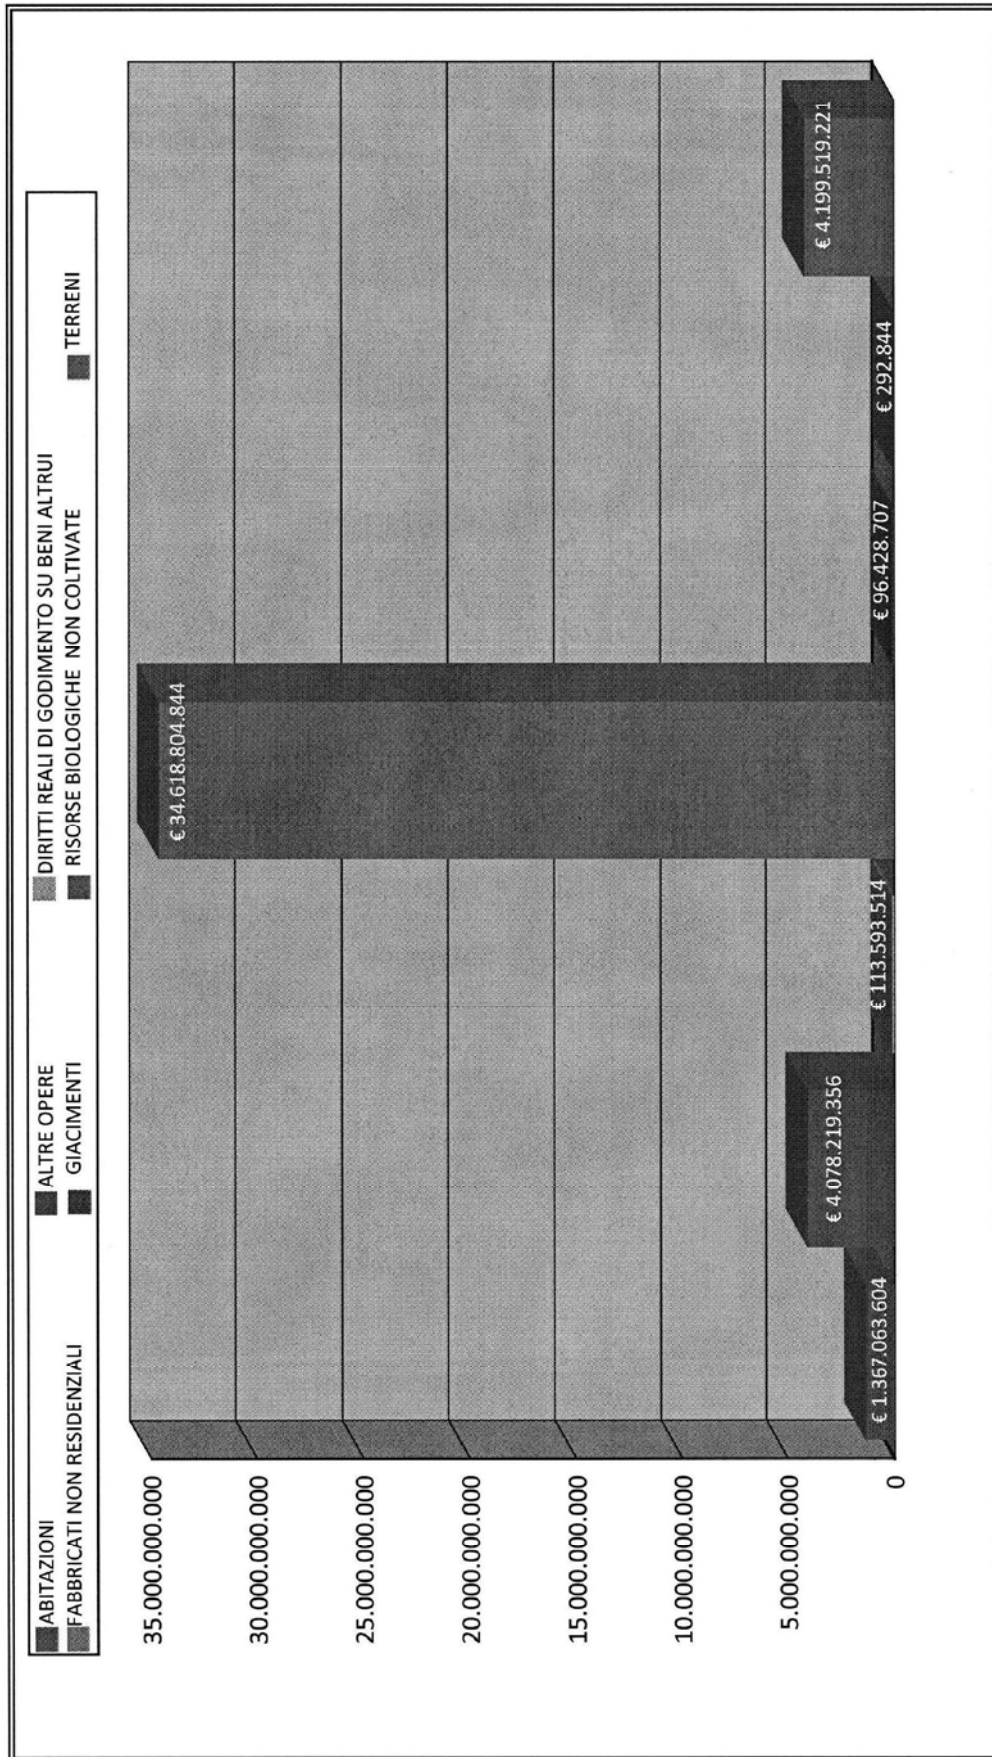 ABITAZIONI
ALTRE OPERE
DIRITTI REALI DI GODIMENTO SU BENI ALTRUI
FABBRICATI NON RESIDENZIALI
GIACIMENTI
RISORSE BIOLOGICHE NON COLTIVATE
TERRENI
35.000.000.000
30.000.000.000
25.000.000.000
20.000.000.000
15.000.000.000
10.000.000.000
5.000.000.000
0
€ 1.367.063.604
€ 4.078.219.356
€ 113.593.514
€ 34.618.804.844
€ 96.428.707
€ 292.844
€ 4.199.519.221